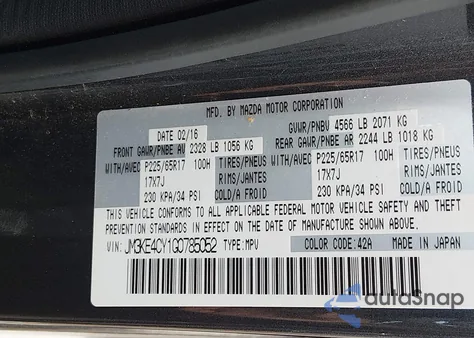 MFD. BY MAZDA MOTOR CORPORATION
DATE 02/16 GVWR/PNBV 4566 LB 2071 KG
FRONT GAWR/PNBE AV 2328 LB 1056 KG REAR GAWR/PNBE AR 2244 LB 1018 KG
WITH/AVEC P225/65R17 100H TIRES/PNEUS WITH/AVEC P225/65R17 100H TIRES/PNEUS
17X7J RIMS/JANTES 17X7J RIMS/JANTES
230 KPA/34 PSI COLD/A FROID 230 KPA/34 PSI COLD/A FROID
THIS VEHICLE CONFORMS TO ALL APPLICABLE FEDERAL MOTOR VEHICLE SAFETY AND THEFT
PREVENTION STANDARDS IN EFFECT ON THE DATE OF MANUFACTURE SHOWN ABOVE.
VIN: JM3KE4CY1G0785052 TYPE:MPV COLOR CODE:42A MADE IN JAPAN
autoSnap